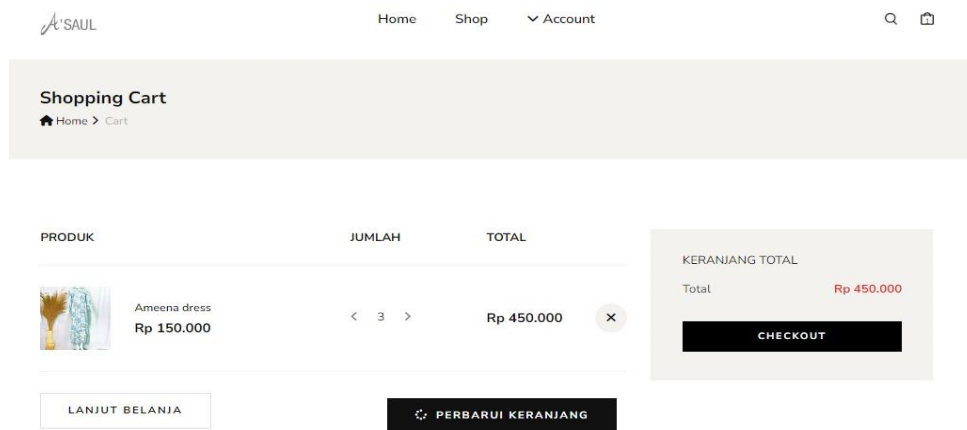 A'SAUL
Home Shop Account
1
Shopping Cart
Home > Cart
PRODUK JUMLAH TOTAL
Ameena dress
Rp 150.000
< 3 >
Rp 450.000
×
KERANJANG TOTAL
Total Rp 450.000
CHECKOUT
LANJUT BELANJA
PERBARUI KERANJANG